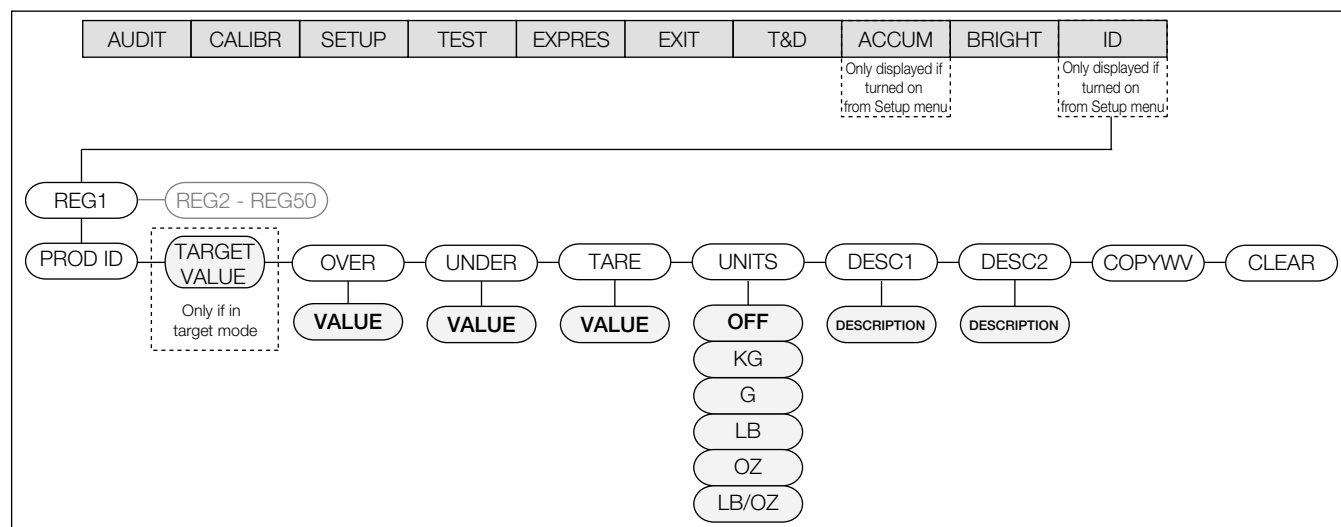 AUDIT CALIBR SETUP TEST EXPRES EXIT T&D ACCUM BRIGHT ID
Only displayed if
turned on
from Setup menu
Only displayed if
turned on
from Setup menu
REG1 REG2 - REG50
PROD ID TARGET
VALUE OVER UNDER TARE UNITS DESC1 DESC2 COPYWV CLEAR
Only if in
target mode
VALUE VALUE VALUE OFF DESCRIPTION DESCRIPTION
KG
G
LB
OZ
LB/OZ